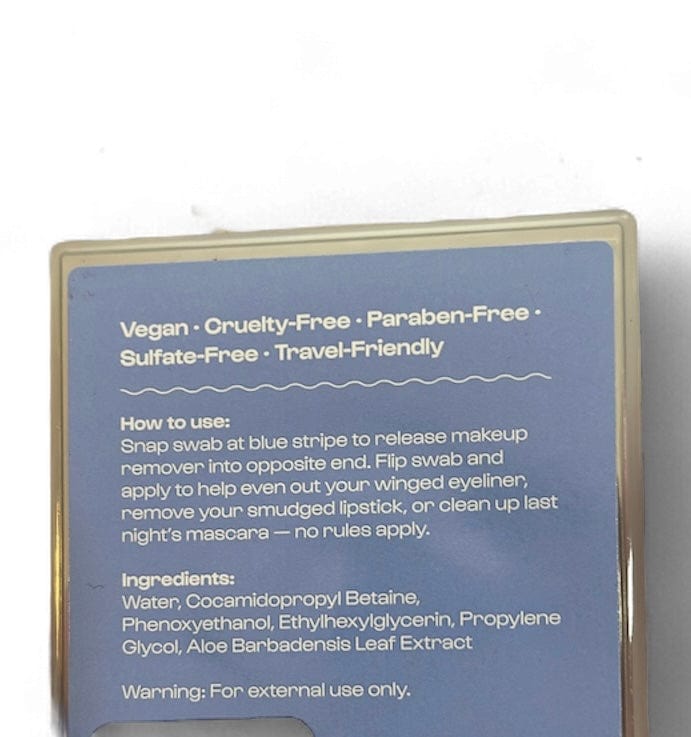 Vegan · Cruelty-Free · Paraben-Free ·
Sulfate-Free · Travel-Friendly
How to use:
Snap swab at blue stripe to release makeup
remover into opposite end. Flip swab and
apply to help even out your winged eyeliner,
remove your smudged lipstick, or clean up last
night's mascara — no rules apply.
Ingredients:
Water, Cocamidopropyl Betaine,
Phenoxyethanol, Ethylhexylglycerin, Propylene
Glycol, Aloe Barbadensis Leaf Extract
Warning: For external use only.